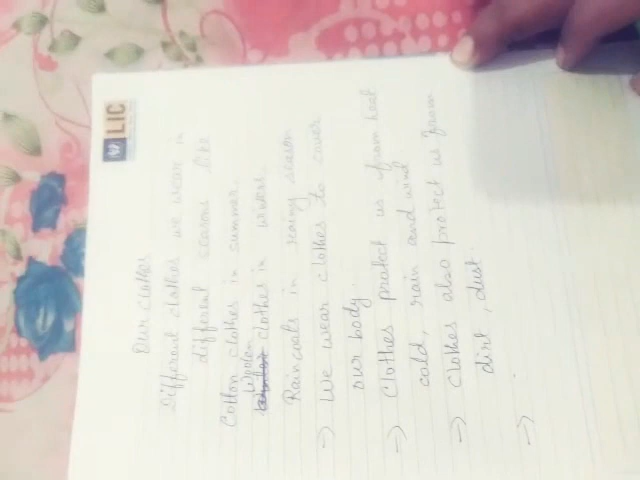 LIC
Our clothes
Different clothes we wear in
different seasons like
Cotton clothes in summer.
Woolen
clothes in winter.
Raincoats in rainy season
→ We wear clothes to cover
our body.
→ Clothes protect us from heat
cold, rain and wind
→ Clothes also protect us from
dirt, dust.
→ .